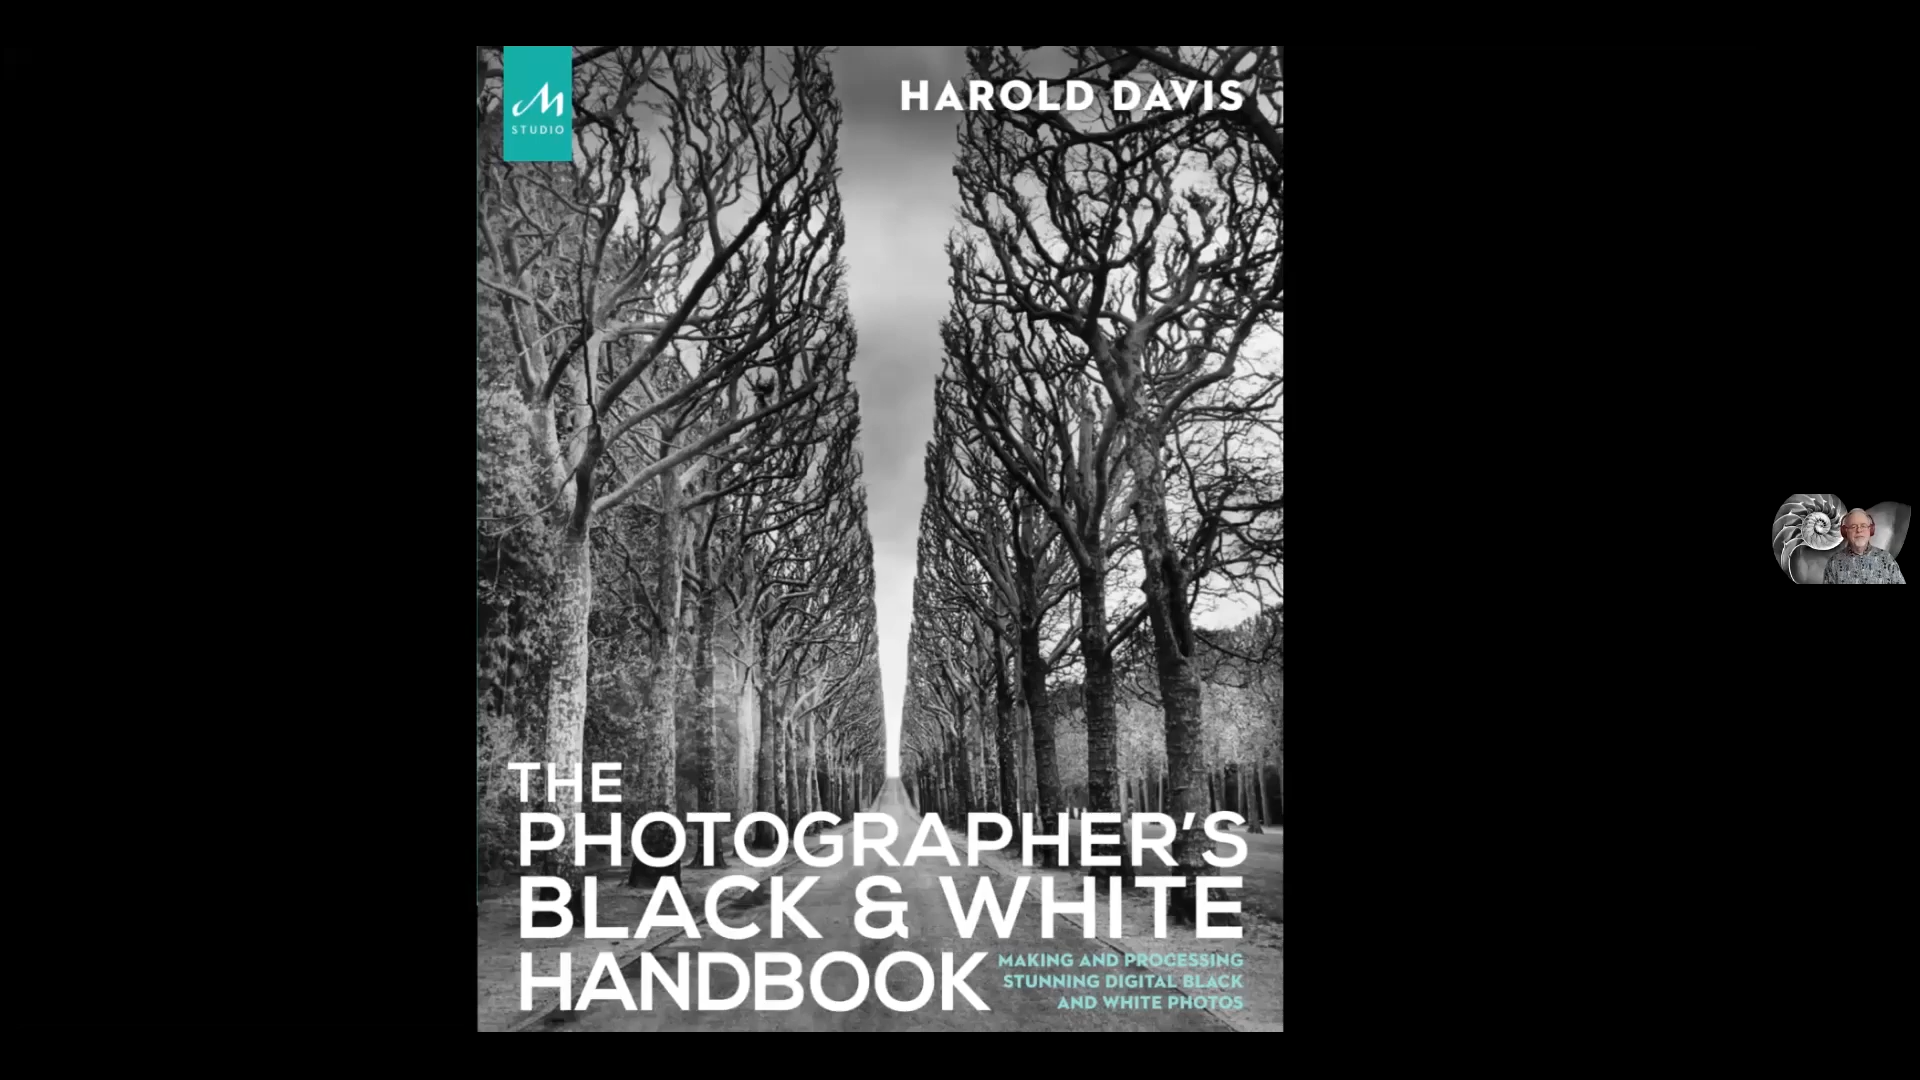 M
STUDIO
HAROLD DAVIS
THE
PHOTOGRAPHER'S
BLACK & WHITE
HANDBOOK
MAKING AND PROCESSING
STUNNING DIGITAL BLACK
AND WHITE PHOTOS